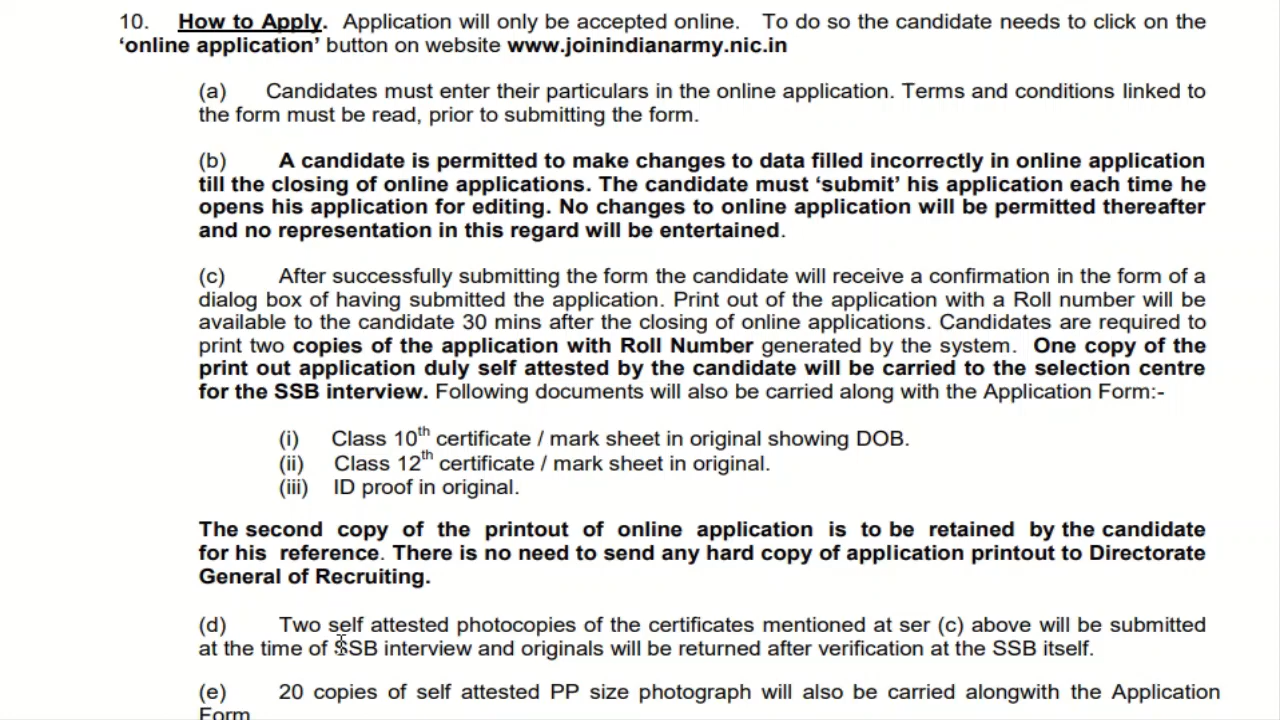 10. How to Apply. Application will only be accepted online. To do so the candidate needs to click on the
‘online application’ button on website www.joinindianarmy.nic.in
(a) Candidates must enter their particulars in the online application. Terms and conditions linked to
the form must be read, prior to submitting the form.
(b) A candidate is permitted to make changes to data filled incorrectly in online application
till the closing of online applications. The candidate must ‘submit’ his application each time he
opens his application for editing. No changes to online application will be permitted thereafter
and no representation in this regard will be entertained.
(c) After successfully submitting the form the candidate will receive a confirmation in the form of a
dialog box of having submitted the application. Print out of the application with a Roll number will be
available to the candidate 30 mins after the closing of online applications. Candidates are required to
print two copies of the application with Roll Number generated by the system. One copy of the
print out application duly self attested by the candidate will be carried to the selection centre
for the SSB interview. Following documents will also be carried along with the Application Form:-
(i) Class 10th certificate / mark sheet in original showing DOB.
(ii) Class 12th certificate / mark sheet in original.
(iii) ID proof in original.
The second copy of the printout of online application is to be retained by the candidate
for his reference. There is no need to send any hard copy of application printout to Directorate
General of Recruiting.
(d) Two self attested photocopies of the certificates mentioned at ser (c) above will be submitted
at the time of SSB interview and originals will be returned after verification at the SSB itself.
(e) 20 copies of self attested PP size photograph will also be carried alongwith the Application
Form